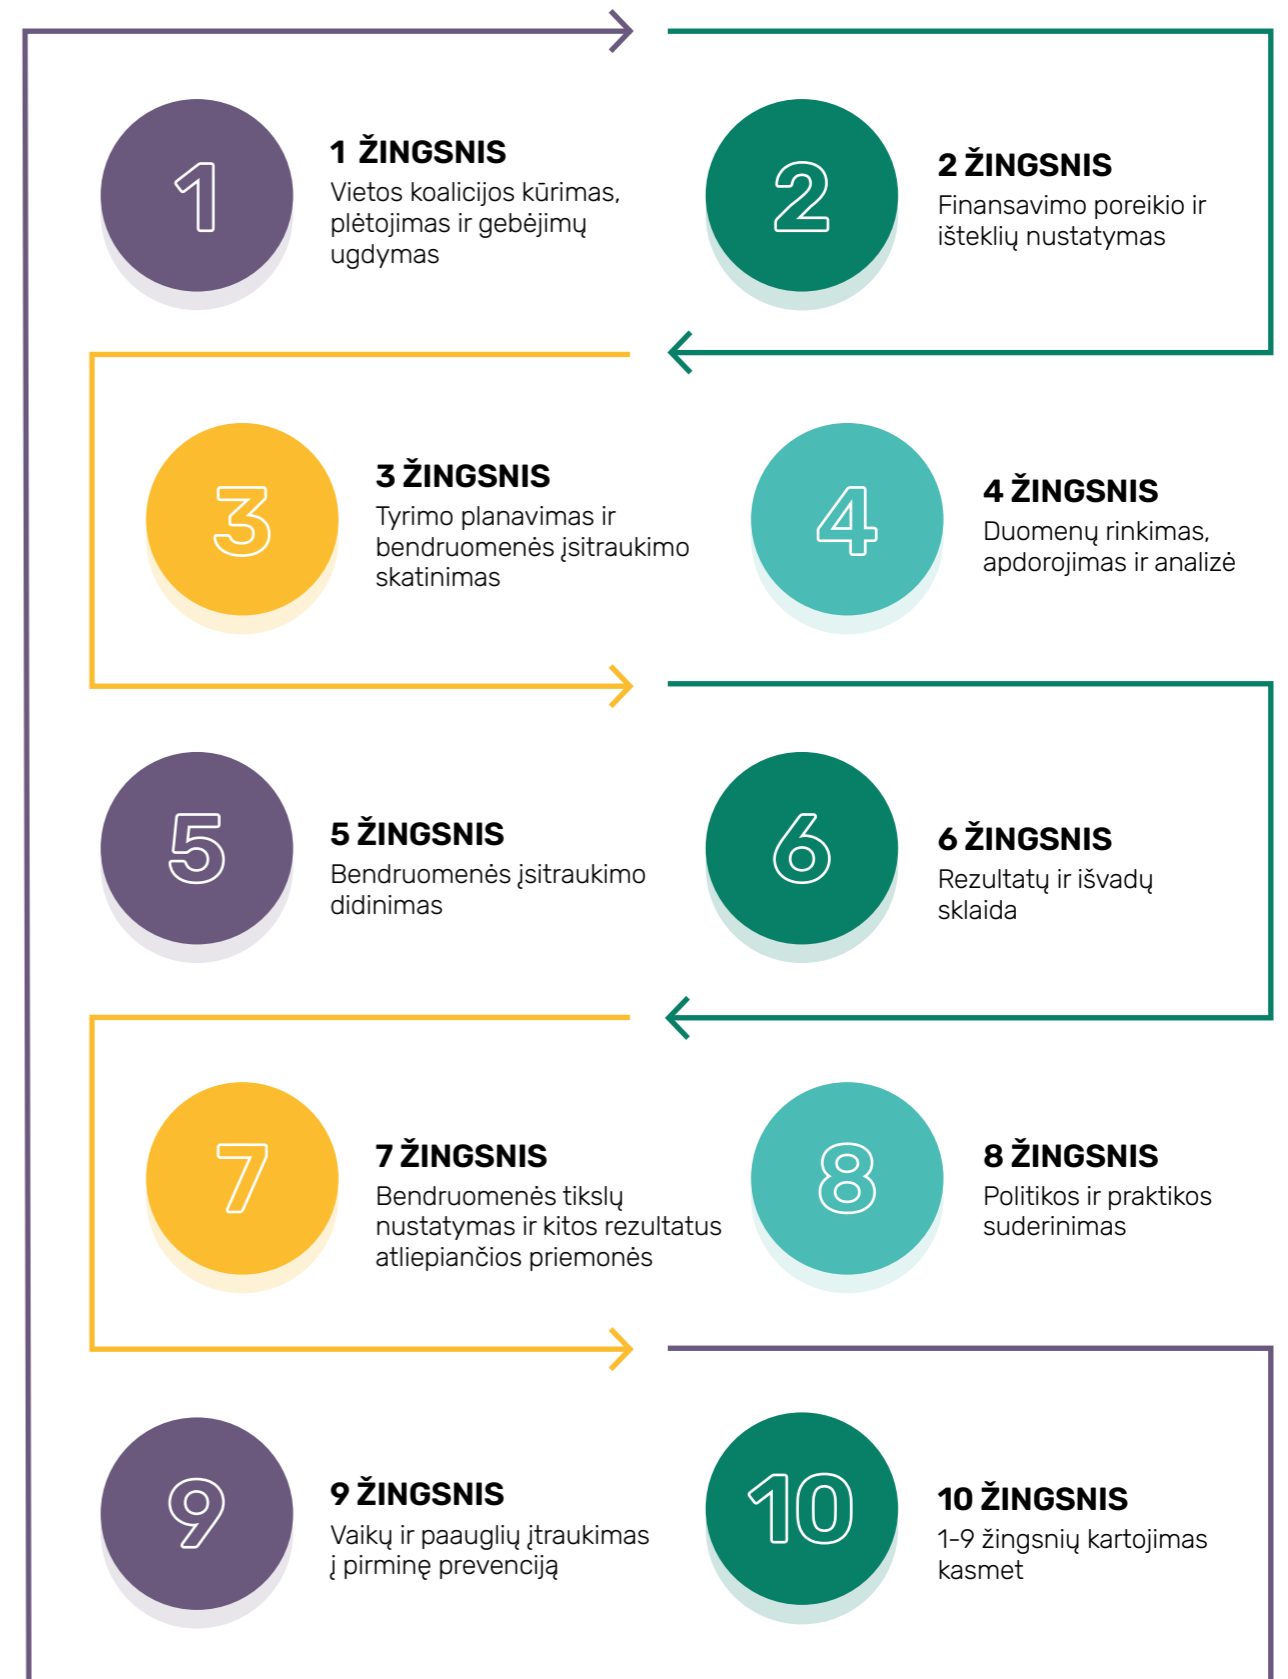 1
1 ŽINGSNIS
Vietos koalicijos kūrimas,
plėtojimas ir gebėjimų
ugdymas
2
2 ŽINGSNIS
Finansavimo poreikio ir
išteklių nustatymas
3
3 ŽINGSNIS
Tyrimo planavimas ir
bendruomenės įsitraukimo
skatinimas
4
4 ŽINGSNIS
Duomenų rinkimas,
apdorojimas ir analizė
5
5 ŽINGSNIS
Bendruomenės įsitraukimo
didinimas
6
6 ŽINGSNIS
Rezultatų ir išvadų
sklaida
7
7 ŽINGSNIS
Bendruomenės tikslų
nustatymas ir kitos rezultatus
atliepiančios priemonės
8
8 ŽINGSNIS
Politikos ir praktikos
suderinimas
9
9 ŽINGSNIS
Vaikų ir paauglių įtraukimas
į pirminę prevenciją
10
10 ŽINGSNIS
1-9 žingsnių kartojimas
kasmet